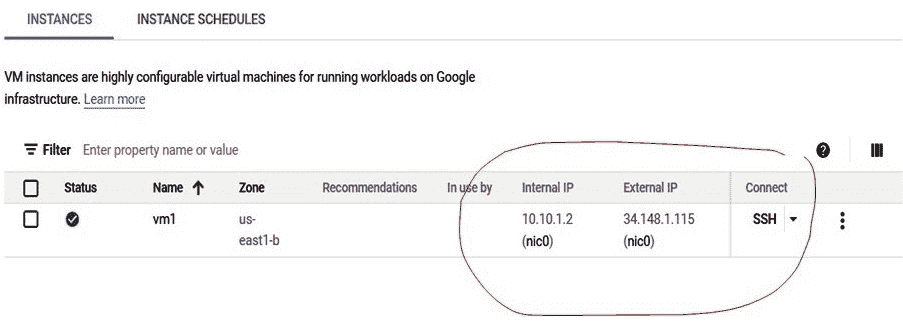 INSTANCES INSTANCE SCHEDULES
VM instances are highly configurable virtual machines for running workloads on Google
infrastructure. Learn more
Filter Enter property name or value
Status Name Zone Recommendations In use by Internal IP External IP Connect
vm1 us- 10.10.1.2 34.148.1.115 SSH
east1-b (nic0) (nic0)